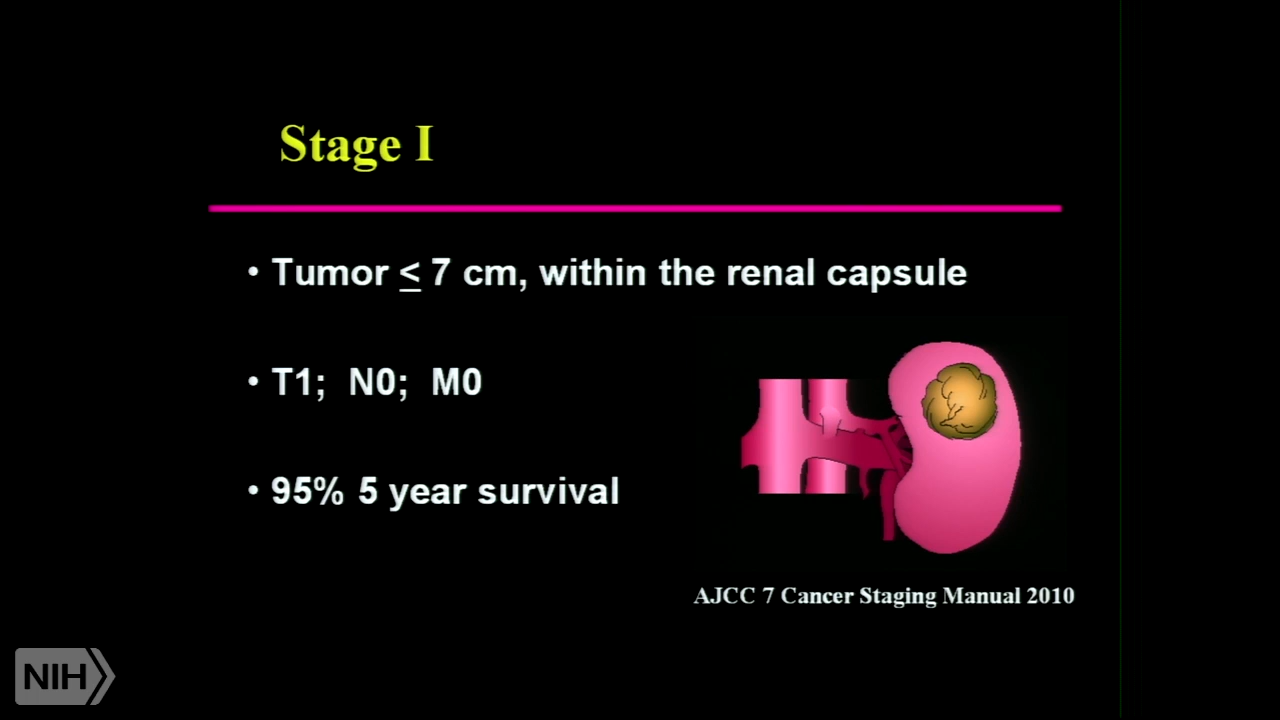 Stage I
• Tumor ≤ 7 cm, within the renal capsule
• T1; N0; M0
• 95% 5 year survival
AJCC 7 Cancer Staging Manual 2010
NIH